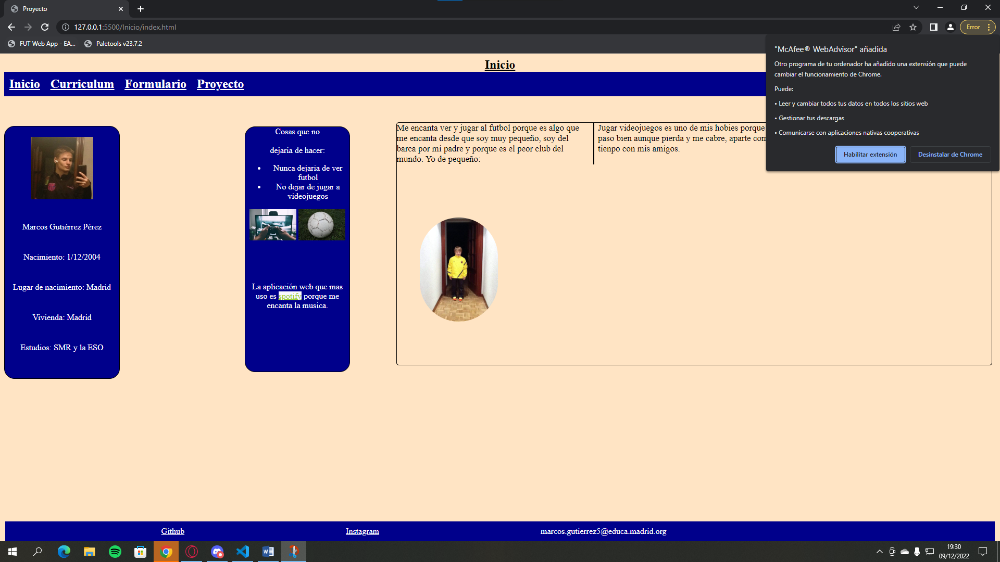 Proyecto
127.0.0.1:5500/Inicio/index.html
Error
FUT Web App - EA...
Paletools v23.7.2
"McAfee® WebAdvisor" añadida
Otro programa de tu ordenador ha añadido una extensión que puede
cambiar el funcionamiento de Chrome.
Puede:
• Leer y cambiar todos tus datos en todos los sitios web
• Gestionar tus descargas
• Comunicarse con aplicaciones nativas cooperativas
Habilitar extensión
Desinstalar de Chrome
Inicio
Inicio Curriculum Formulario Proyecto
Marcos Gutiérrez Pérez
Nacimiento: 1/12/2004
Lugar de nacimiento: Madrid
Vivienda: Madrid
Estudios: SMR y la ESO
Cosas que no
dejaria de hacer:
• Nunca dejaria de ver
futbol
• No dejar de jugar a
videojuegos
La aplicación web que mas
uso es spotify porque me
encanta la musica.
Me encanta ver y jugar al futbol porque es algo que
me encanta desde que soy muy pequeño, soy del
barca por mi padre y porque es el peor club del
mundo. Yo de pequeño:
Jugar videojuegos es uno de mis hobies porque
paso bien aunque pierda y me cabre, aparte com
tienpo con mis amigos.
Github
Instagram
marcos.gutierrez5@educa.madrid.org
19:30
09/12/2022